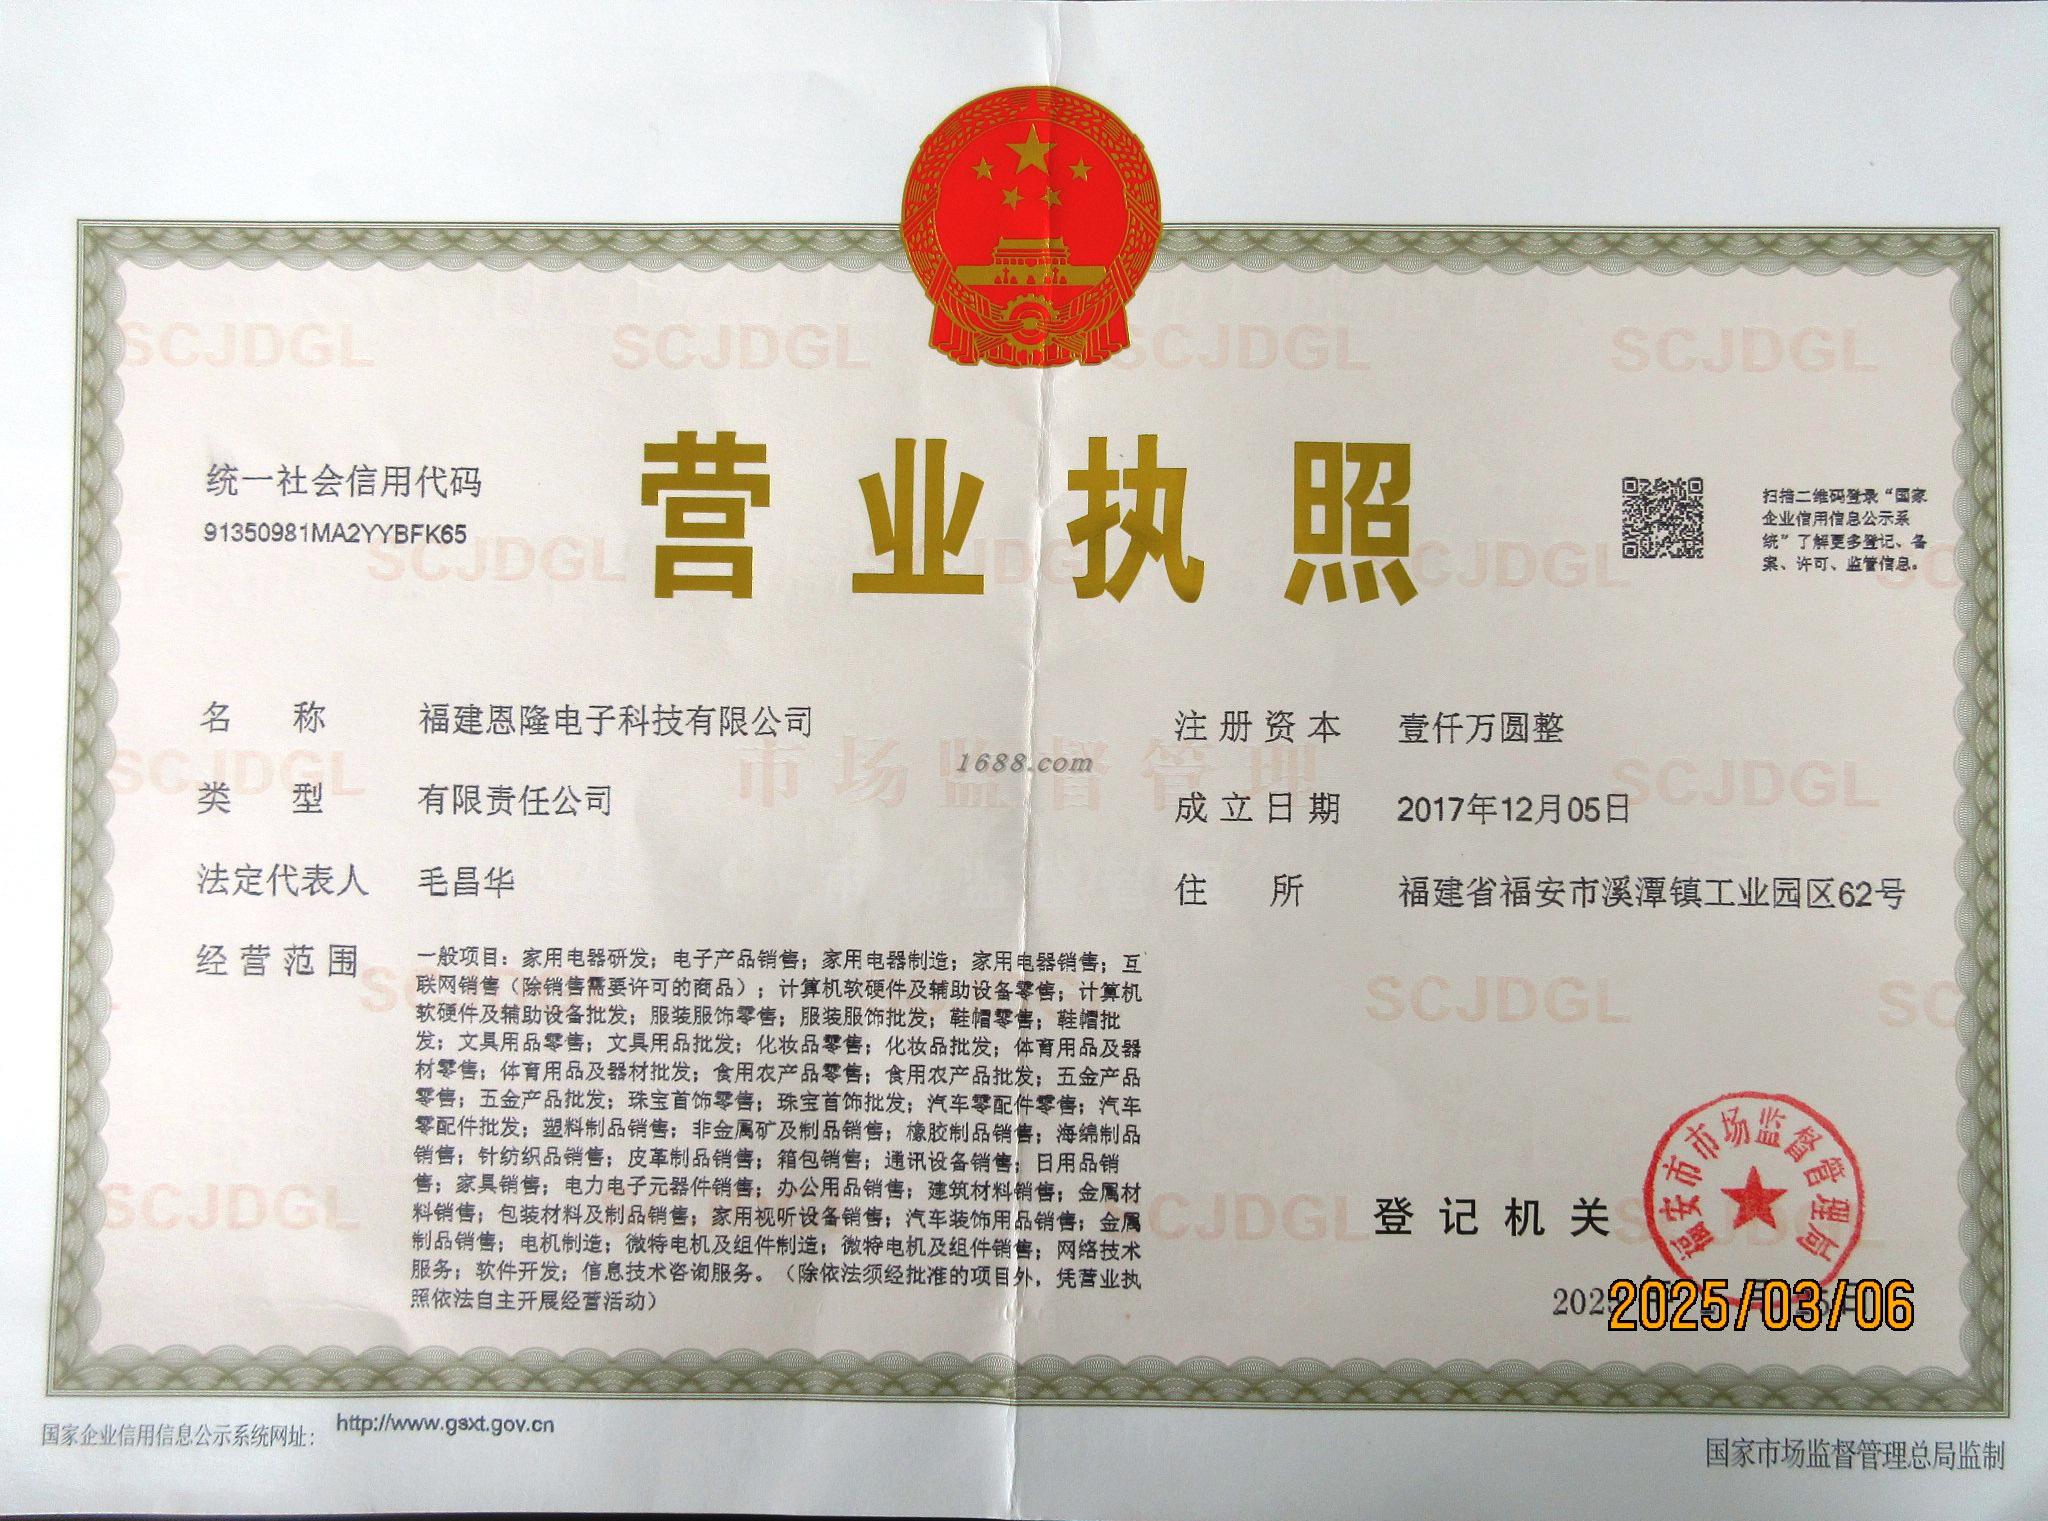 营业执照
统一社会信用代码
91350981MA2YYBFK65
扫描二维码登录“国家
企业信用信息公示系
统”了解更多登记、备
案、许可、监管信息。
名 称 福建恩隆电子科技有限公司
类 型 有限责任公司
法定代表人 毛昌华
经营范围 一般项目：家用电器研发；电子产品销售；家用电器制造；家用电器销售；互
联网销售（除销售需要许可的商品）；计算机软硬件及辅助设备零售；计算机
软硬件及辅助设备批发；服装服饰零售；服装服饰批发；鞋帽零售；鞋帽批
发；文具用品零售；文具用品批发；化妆品零售；化妆品批发；体育用品及器
材零售；体育用品及器材批发；食用农产品零售；食用农产品批发；五金产品
零售；五金产品批发；珠宝首饰零售；珠宝首饰批发；汽车零配件零售；汽车
零配件批发；塑料制品销售；非金属矿及制品销售；橡胶制品销售；海绵制品
销售；针纺织品销售；皮革制品销售；箱包销售；通讯设备销售；日用品销
售；家具销售；电力电子元器件销售；办公用品销售；建筑材料销售；金属材
料销售；包装材料及制品销售；家用视听设备销售；汽车装饰用品销售；金属
制品销售；电机制造；微特电机及组件制造；微特电机及组件销售；网络技术
服务；软件开发；信息技术咨询服务。（除依法须经批准的项目外，凭营业执
照依法自主开展经营活动）
注册资本 壹仟万圆整
成立日期 2017年12月05日
住 所 福建省福安市溪潭镇工业园区62号
1688.com
市场监督管理
SCJDGL
登记机关
福安市市场监督管理局
2025/03/06
国家企业信用信息公示系统网址：http://www.gsxt.gov.cn
国家市场监督管理总局监制